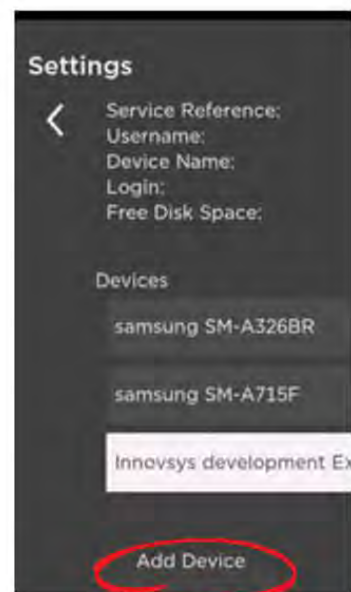 Settings
Service Reference:
Username:
Device Name:
Login:
Free Disk Space:
Devices
samsung SM-A326BR
samsung SM-A715F
Innovsys development Ex
Add Device